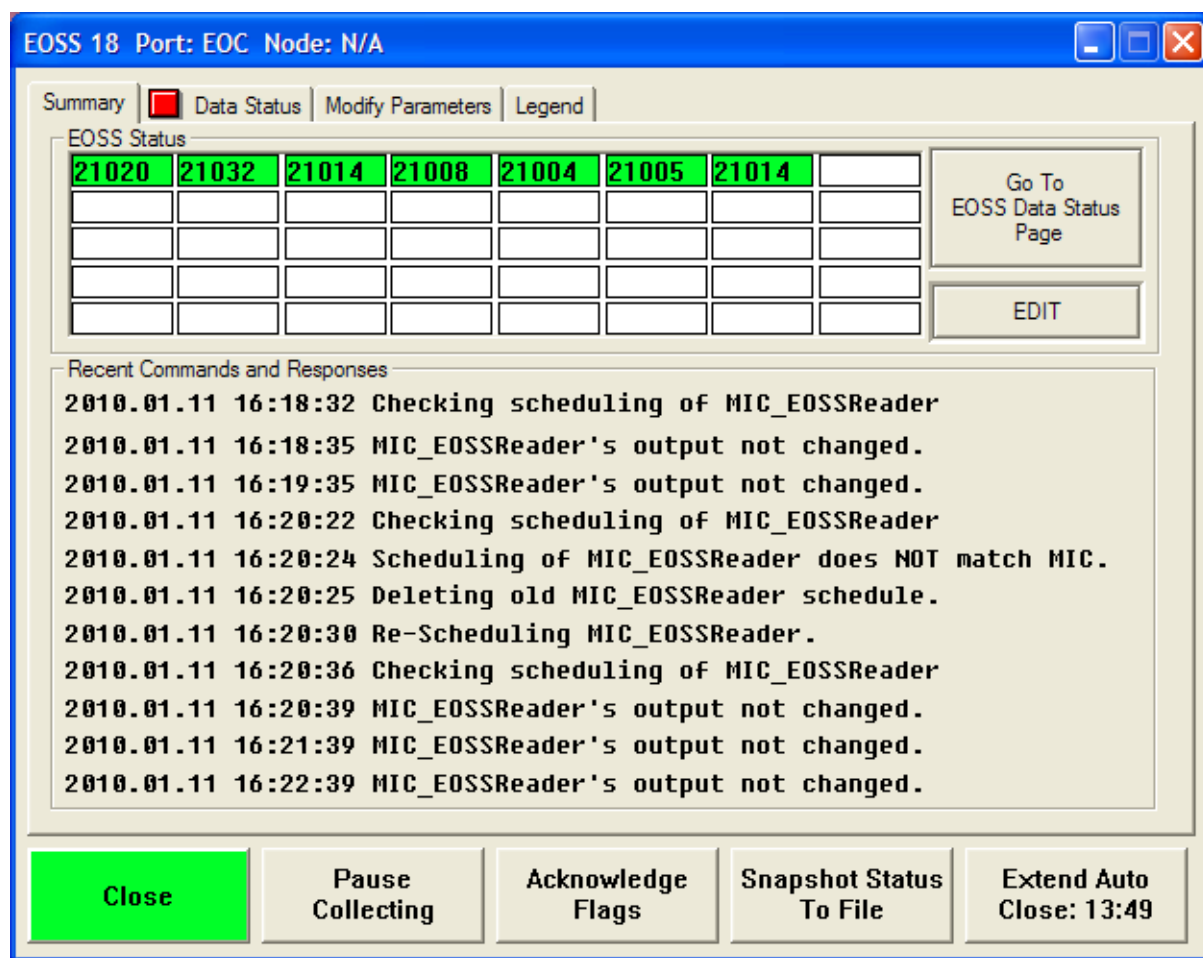 EOSS 18 Port: EOC Node: N/A
Summary Data Status Modify Parameters Legend
EOSS Status
21020 21032 21014 21008 21004 21005 21014
Go To
EOSS Data Status
Page
EDIT
Recent Commands and Responses
2010.01.11 16:18:32 Checking scheduling of MIC_EOSSReader
2010.01.11 16:18:35 MIC_EOSSReader's output not changed.
2010.01.11 16:19:35 MIC_EOSSReader's output not changed.
2010.01.11 16:20:22 Checking scheduling of MIC_EOSSReader
2010.01.11 16:20:24 Scheduling of MIC_EOSSReader does NOT match MIC.
2010.01.11 16:20:25 Deleting old MIC_EOSSReader schedule.
2010.01.11 16:20:30 Re-Scheduling MIC_EOSSReader.
2010.01.11 16:20:36 Checking scheduling of MIC_EOSSReader
2010.01.11 16:20:39 MIC_EOSSReader's output not changed.
2010.01.11 16:21:39 MIC_EOSSReader's output not changed.
2010.01.11 16:22:39 MIC_EOSSReader's output not changed.
Close
Pause
Collecting
Acknowledge
Flags
Snapshot Status
To File
Extend Auto
Close: 13:49